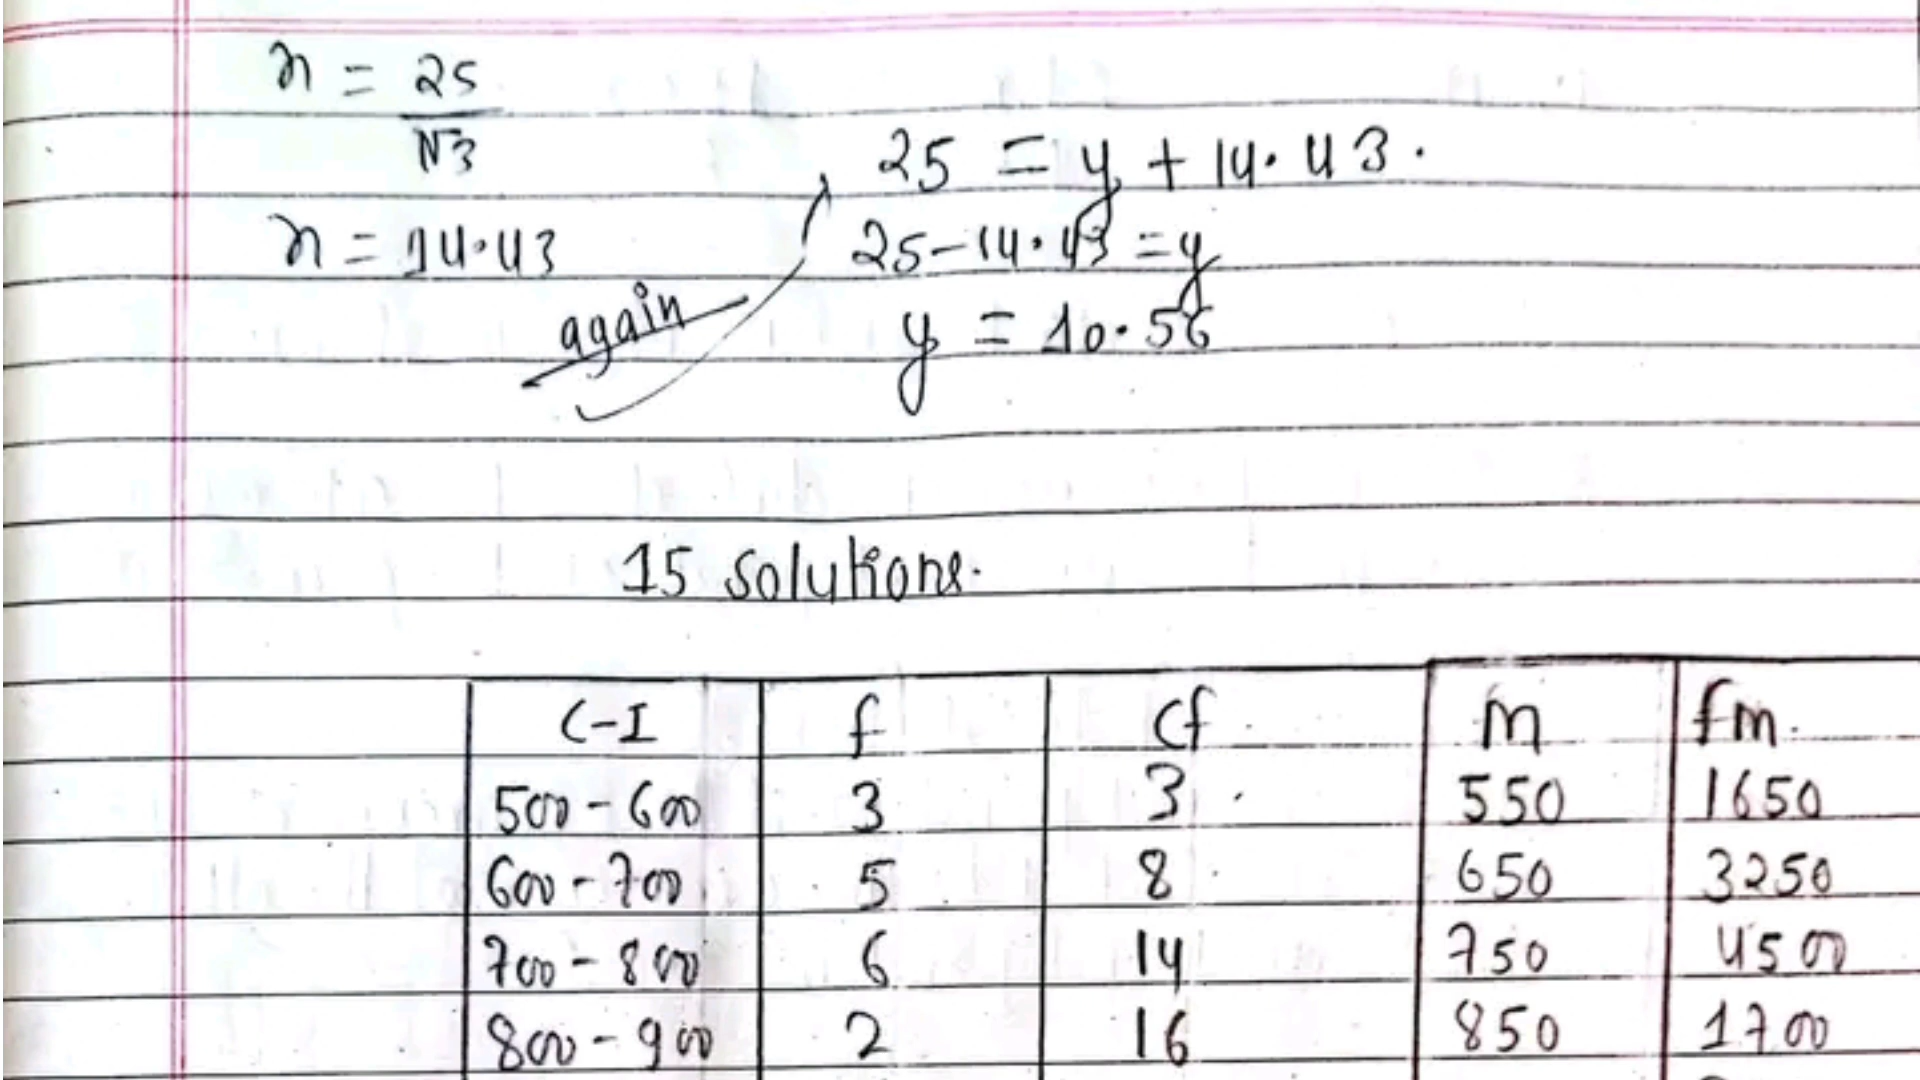 x = 25/√3
x = 14.43
again
25 = y + 14.43.
25-14.43 = y
y = 10.56
15 solutions.
C-I f cf m fm.
500-600 3 3 550 1650
600-700 5 8 650 3250
700-800 6 14 750 4500
800-900 2 16 850 1700